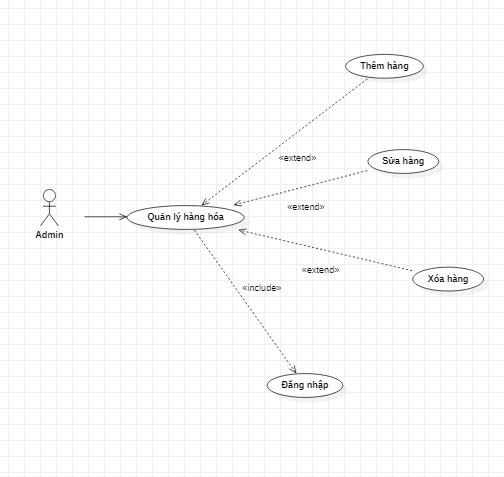 Thêm hàng
«extend»
Sửa hàng
«extend»
Quản lý hàng hóa
Admin
«extend»
Xóa hàng
«include»
Đăng nhập